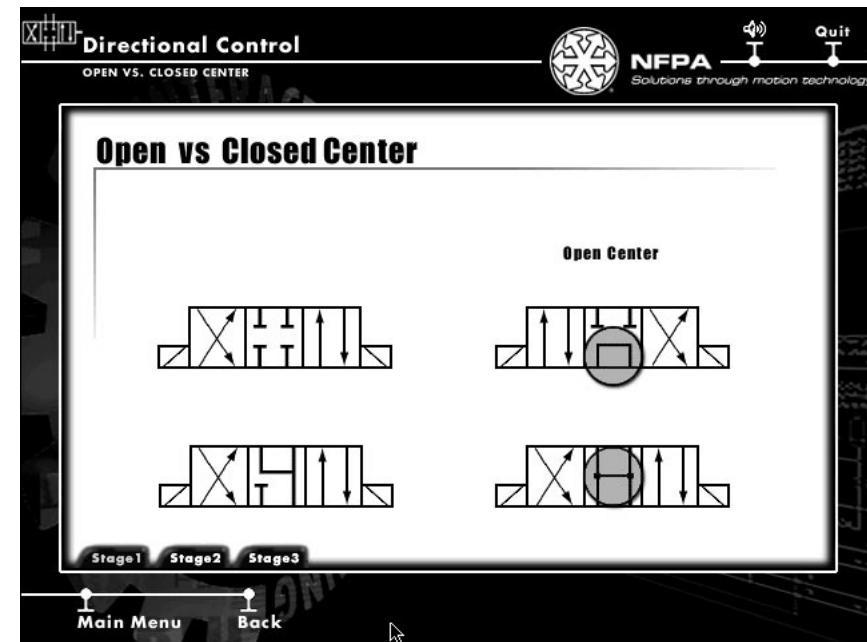 Directional Control
OPEN VS. CLOSED CENTER
NFPA
Solutions through motion technology
Quit
Open vs Closed Center
Open Center
Stage1 Stage2 Stage3
Main Menu Back